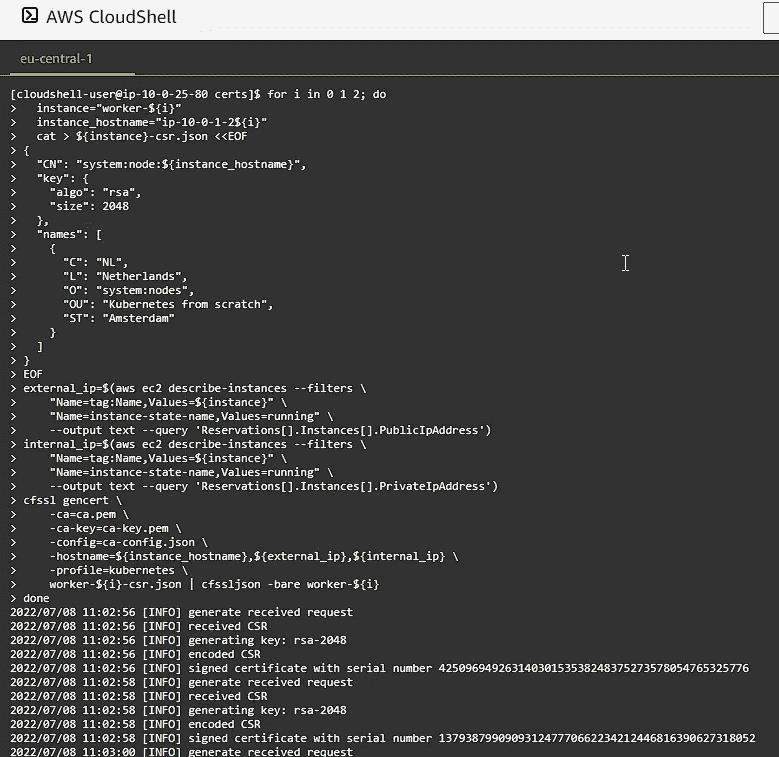 AWS CloudShell
eu-central-1
[cloudshell-user@ip-10-0-25-80 certs]$ for i in 0 1 2; do
>   instance="worker-${i}"
>   instance_hostname="ip-10-0-1-2${i}"
>   cat > ${instance}-csr.json <<EOF
> {
>   "CN": "system:node:${instance_hostname}",
>   "key": {
>     "algo": "rsa",
>     "size": 2048
>   },
>   "names": [
>     {
>       "C": "NL",
>       "L": "Netherlands",
>       "O": "system:nodes",
>       "OU": "Kubernetes from scratch",
>       "ST": "Amsterdam"
>     }
>   ]
> }
> EOF
> external_ip=$(aws ec2 describe-instances --filters \
>     "Name=tag:Name,Values=${instance}" \
>     "Name=instance-state-name,Values=running" \
>     --output text --query 'Reservations[].Instances[].PublicIpAddress')
> internal_ip=$(aws ec2 describe-instances --filters \
>     "Name=tag:Name,Values=${instance}" \
>     "Name=instance-state-name,Values=running" \
>     --output text --query 'Reservations[].Instances[].PrivateIpAddress')
> cfssl gencert \
>     -ca=ca.pem \
>     -ca-key=ca-key.pem \
>     -config=ca-config.json \
>     -hostname=${instance_hostname},${external_ip},${internal_ip} \
>     -profile=kubernetes \
>     worker-${i}-csr.json | cfssljson -bare worker-${i}
> done
2022/07/08 11:02:56 [INFO] generate received request
2022/07/08 11:02:56 [INFO] received CSR
2022/07/08 11:02:56 [INFO] generating key: rsa-2048
2022/07/08 11:02:56 [INFO] encoded CSR
2022/07/08 11:02:56 [INFO] signed certificate with serial number 425096949263140301535382483752735780547653​25776
2022/07/08 11:02:58 [INFO] generate received request
2022/07/08 11:02:58 [INFO] received CSR
2022/07/08 11:02:58 [INFO] generating key: rsa-2048
2022/07/08 11:02:58 [INFO] encoded CSR
2022/07/08 11:02:58 [INFO] signed certificate with serial number 137938799090931247770662234212446816390627318052
2022/07/08 11:03:00 [INFO] generate received request